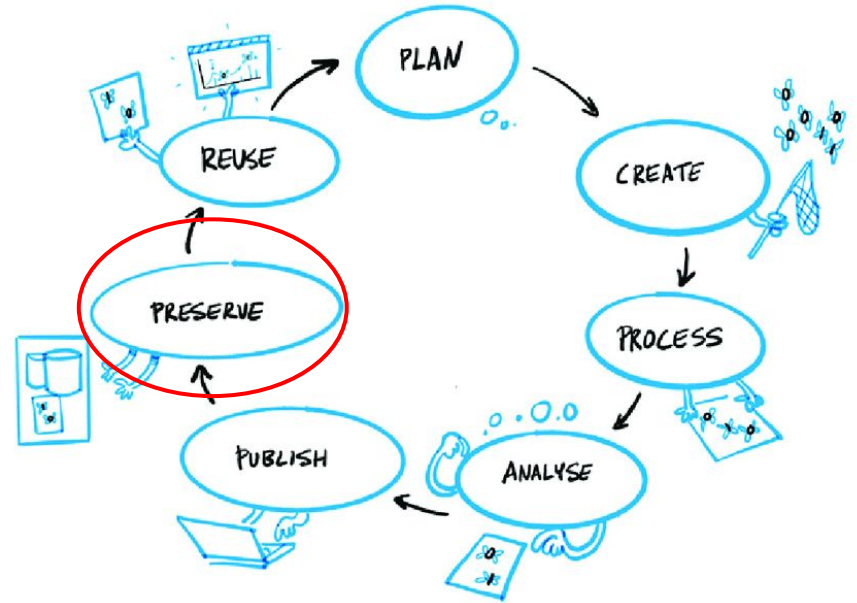 PLAN
CREATE
PROCESS
ANALYSE
PUBLISH
PRESERVE
REUSE